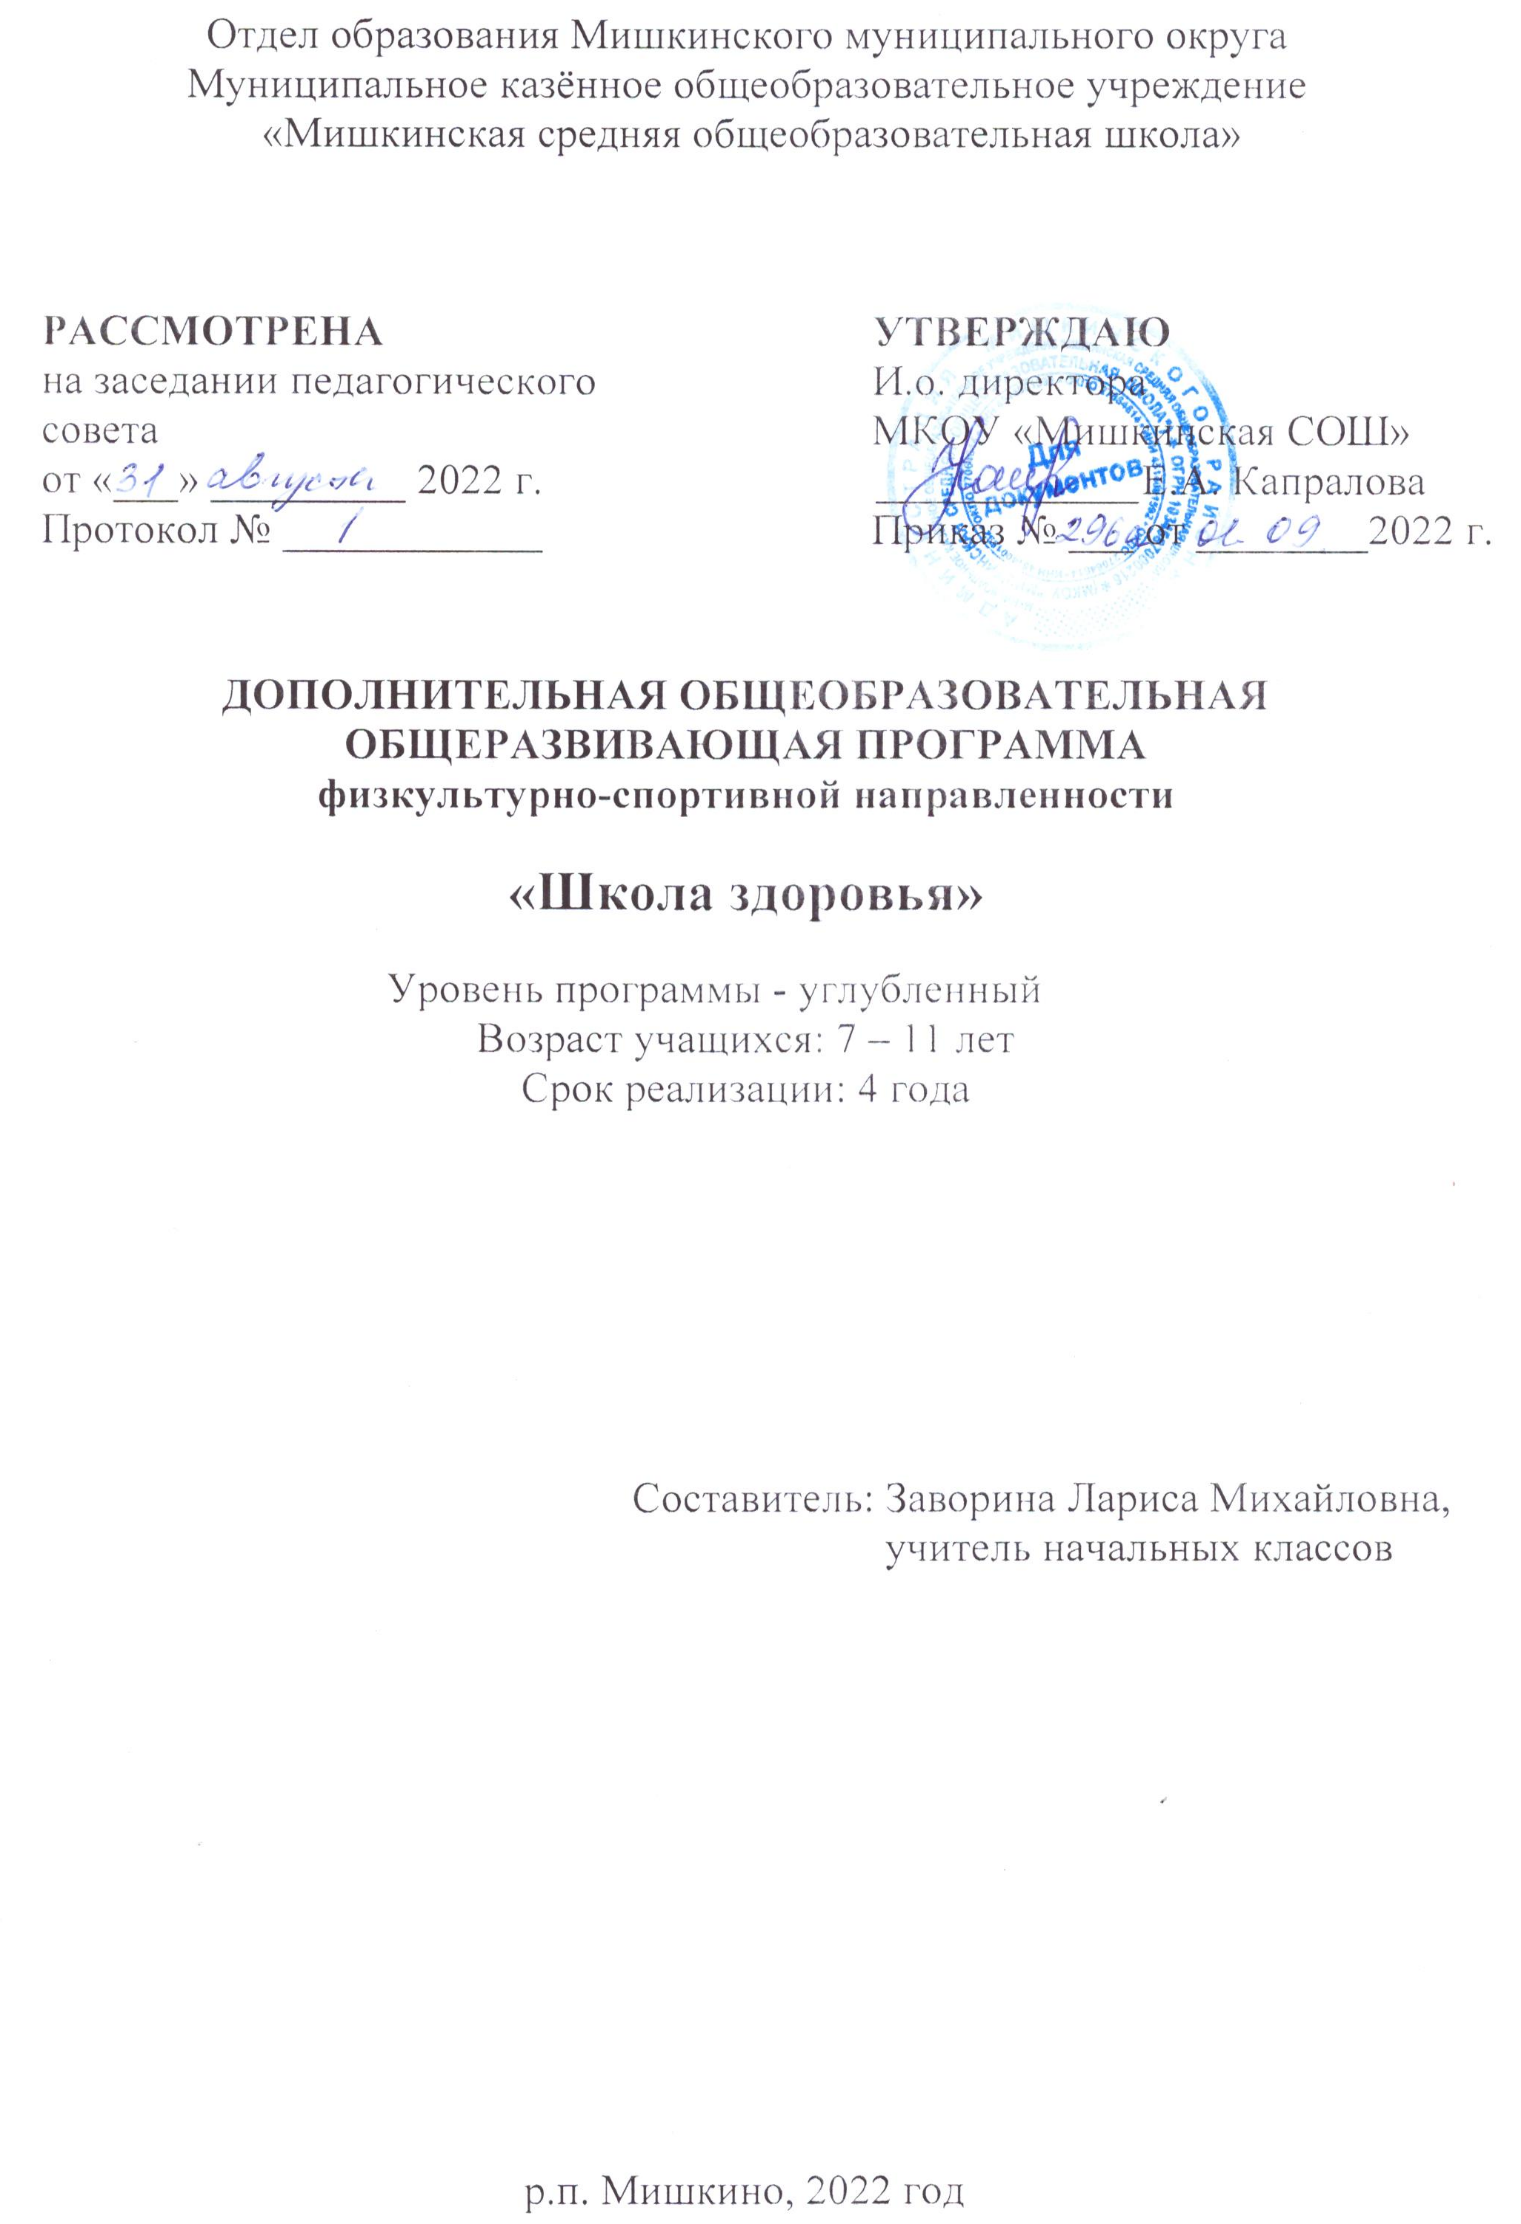 Отдел образования Мишкинского муниципального округа
Муниципальное казённое общеобразовательное учреждение
«Мишкинская средняя общеобразовательная школа»
РАССМОТРЕНА
на заседании педагогического
совета
от «31» августа 2022 г.
Протокол № 1
УТВЕРЖДАЮ
И.о. директора
МКОУ «Мишкинская СОШ»
Е.А. Капралова
Приказ № 296 от 01 09 2022 г.
Для
документов
ДОПОЛНИТЕЛЬНАЯ ОБЩЕОБРАЗОВАТЕЛЬНАЯ
ОБЩЕРАЗВИВАЮЩАЯ ПРОГРАММА
физкультурно-спортивной направленности
«Школа здоровья»
Уровень программы - углубленный
Возраст учащихся: 7 – 11 лет
Срок реализации: 4 года
Составитель: Заворина Лариса Михайловна,
учитель начальных классов
р.п. Мишкино, 2022 год